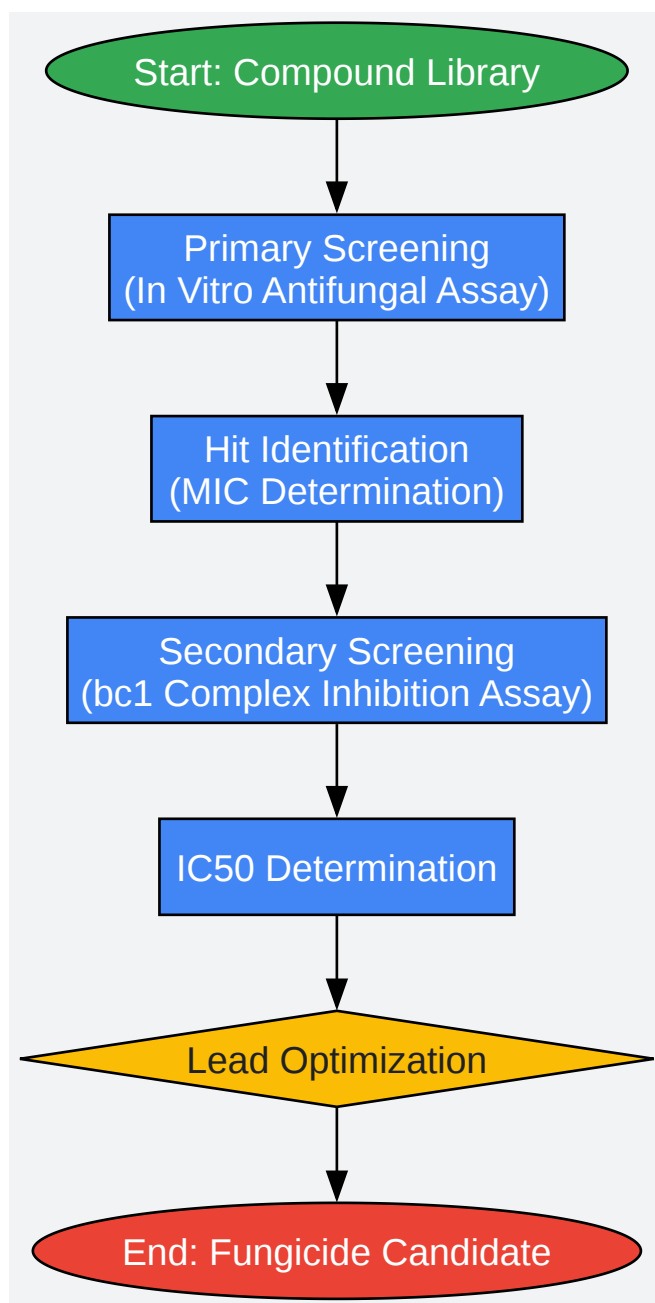 Start: Compound Library
Primary Screening
(In Vitro Antifungal Assay)
Hit Identification
(MIC Determination)
Secondary Screening
(bc1 Complex Inhibition Assay)
IC50 Determination
Lead Optimization
End: Fungicide Candidate